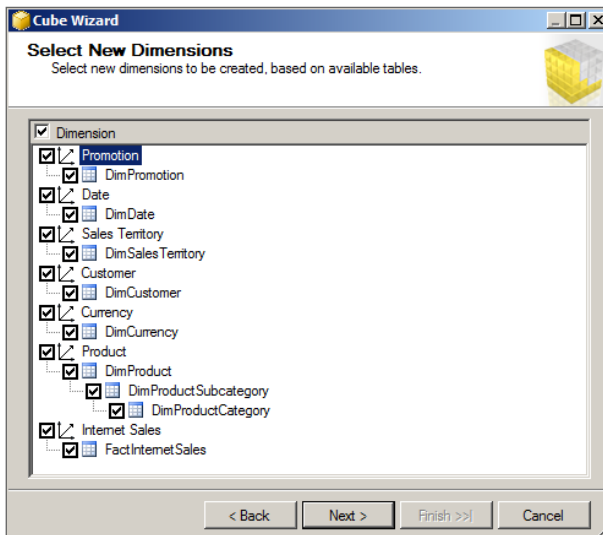 Cube Wizard
Select New Dimensions
Select new dimensions to be created, based on available tables.
Dimension
Promotion
DimPromotion
Date
DimDate
Sales Territory
DimSalesTerritory
Customer
DimCustomer
Currency
DimCurrency
Product
DimProduct
DimProductSubcategory
DimProductCategory
Internet Sales
FactInternetSales
< Back Next > Finish >>| Cancel